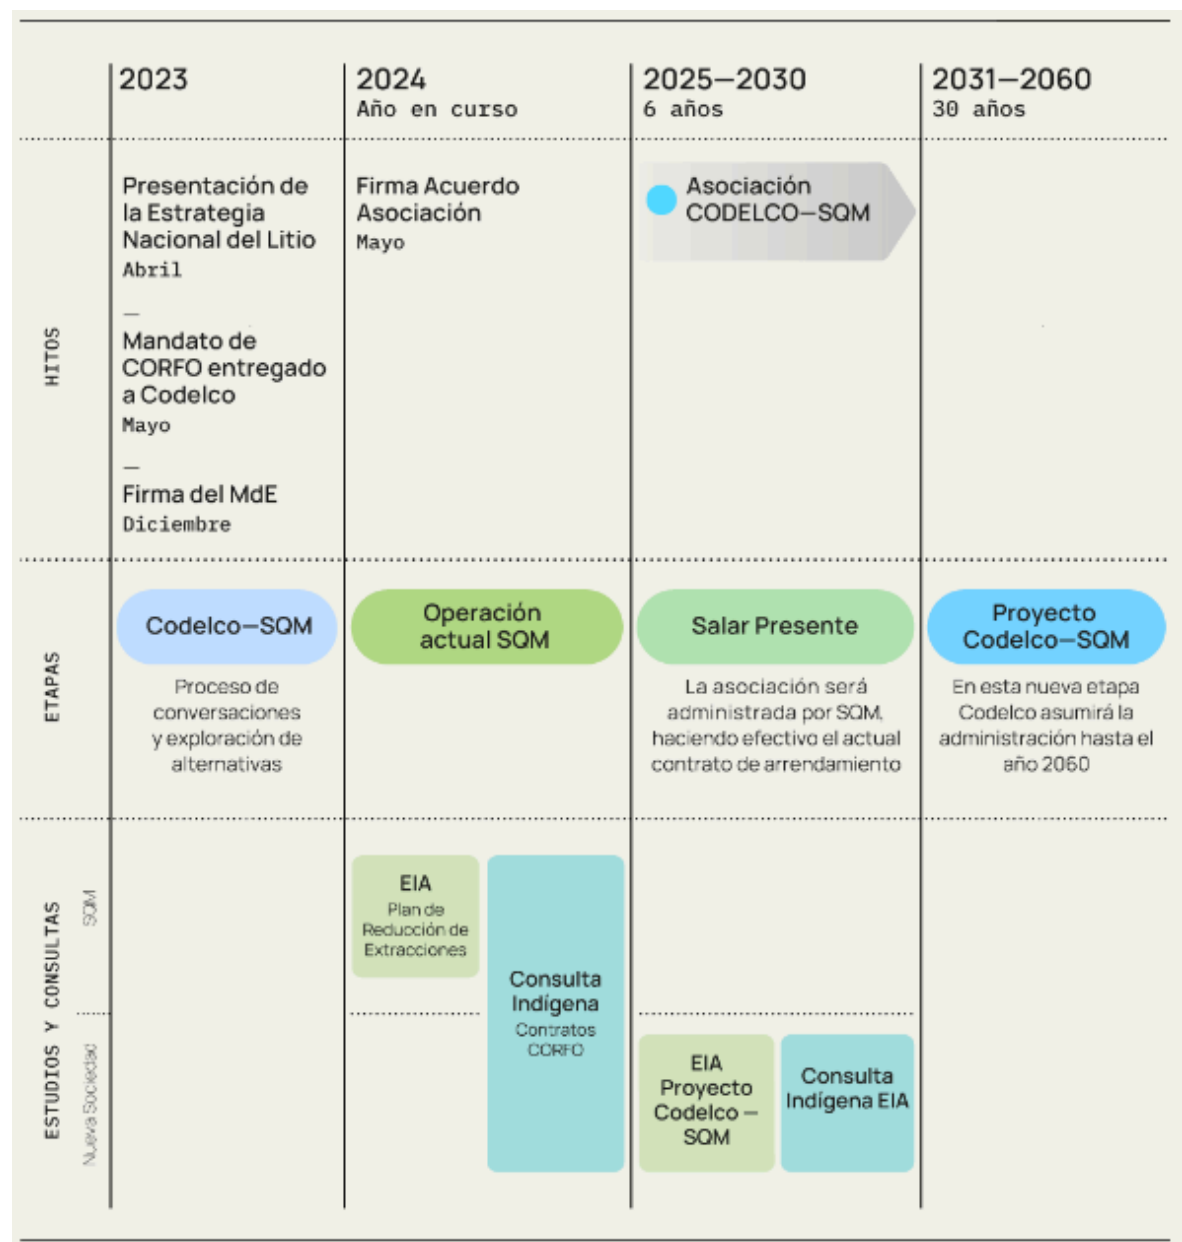 2023
2024
Año en curso
2025—2030
6 años
2031—2060
30 años
HITOS
Presentación de
la Estrategia
Nacional del Litio
Abril
—
Mandato de
CORFO entregado
a Codelco
Mayo
—
Firma del MdE
Diciembre
Firma Acuerdo
Asociación
Mayo
Asociación
CODELCO—SQM
ETAPAS
Codelco—SQM
Proceso de
conversaciones
y exploración de
alternativas
Operación
actual SQM
Salar Presente
La asociación será
administrada por SQM,
haciendo efectivo el actual
contrato de arrendamiento
Proyecto
Codelco—SQM
En esta nueva etapa
Codelco asumirá la
administración hasta el
año 2060
ESTUDIOS Y CONSULTAS
SQM
Nueva Sociedad
EIA
Plan de
Reducción de
Extracciones
Consulta
Indígena
Contratos
CORFO
EIA
Proyecto
Codelco —
SQM
Consulta
Indígena EIA